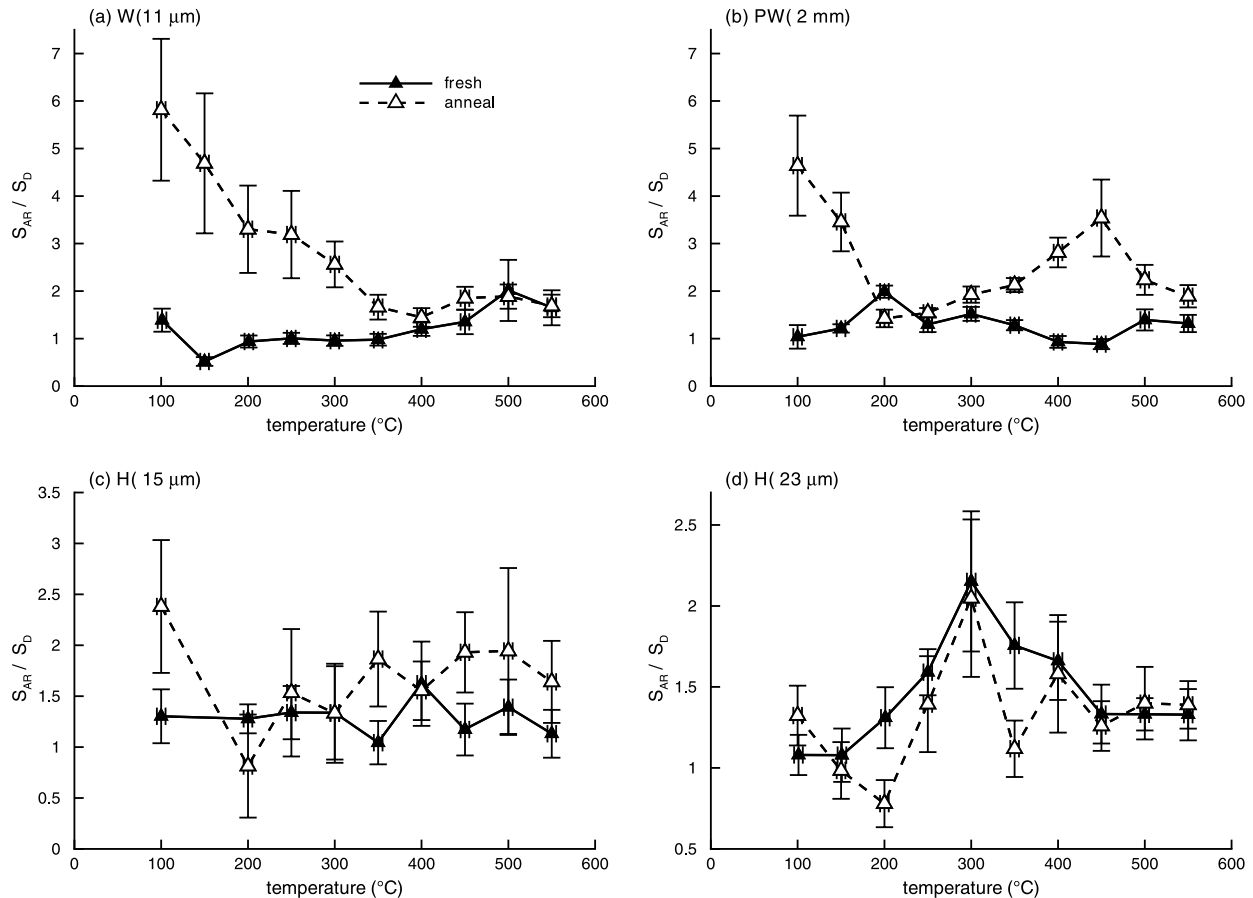 (a) W(11 μm)
7
6
5
4
3
2
1
0
S_AR / S_D
fresh
anneal
0 100 200 300 400 500 600
temperature (°C)
(b) PW( 2 mm)
7
6
5
4
3
2
1
0
S_AR / S_D
0 100 200 300 400 500 600
temperature (°C)
(c) H( 15 μm)
3.5
3
2.5
2
1.5
1
0.5
0
S_AR / S_D
0 100 200 300 400 500 600
temperature (°C)
(d) H( 23 μm)
2.5
2
1.5
1
0.5
S_AR / S_D
0 100 200 300 400 500 600
temperature (°C)